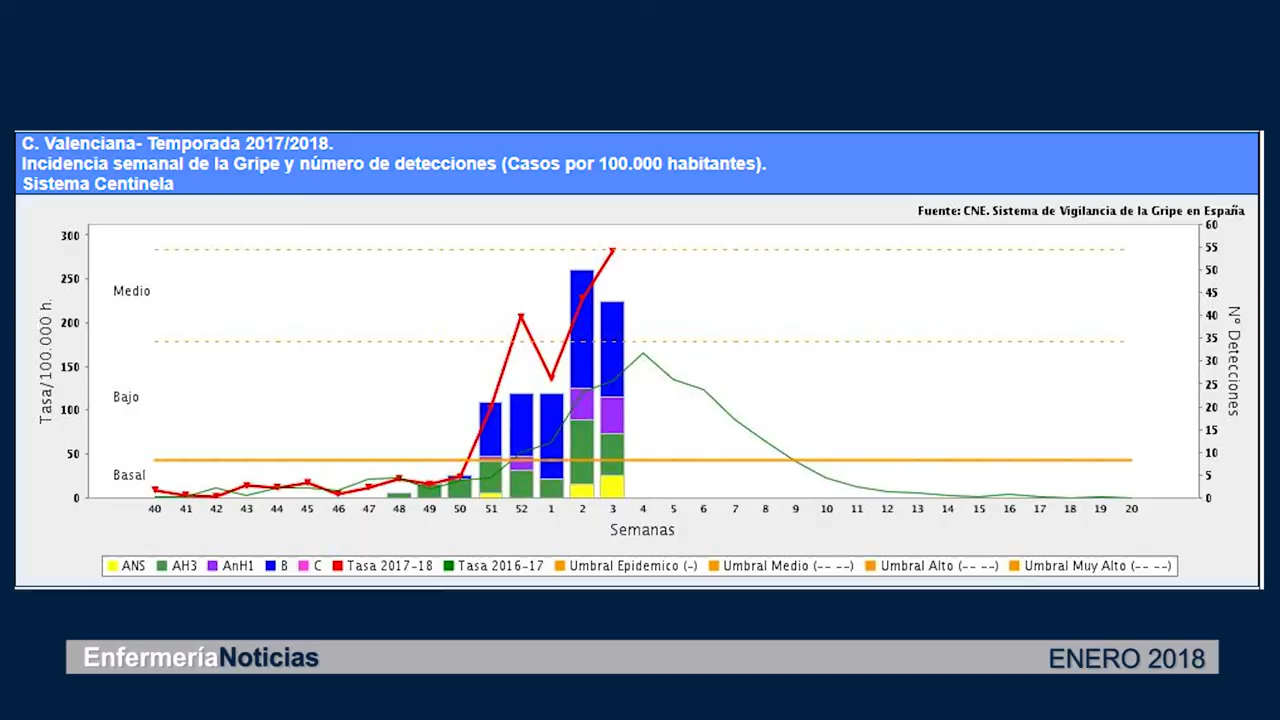 C. Valenciana- Temporada 2017/2018.
Incidencia semanal de la Gripe y número de detecciones (Casos por 100.000 habitantes).
Sistema Centinela
Fuente: CNE. Sistema de Vigilancia de la Gripe en España
Tasa/100.000 h.
300
250
200
150
100
50
0
Medio
Bajo
Basal
60
55
50
45
40
35
30
25
20
15
10
5
0
Nº Detecciones
40 41 42 43 44 45 46 47 48 49 50 51 52 1 2 3 4 5 6 7 8 9 10 11 12 13 14 15 16 17 18 19 20
Semanas
ANS AH3 AnH1 B C Tasa 2017-18 Tasa 2016-17 Umbral Epidemico (-) Umbral Medio (-- --) Umbral Alto (-- --) Umbral Muy Alto (-- --)
EnfermeríaNoticias
ENERO 2018